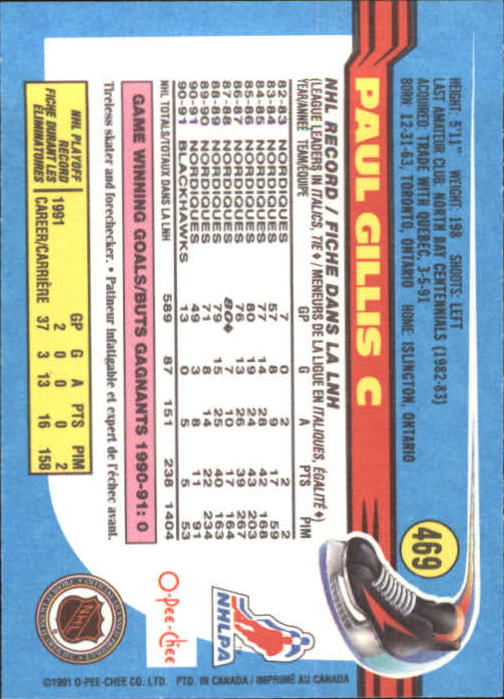 469
PAUL GILLIS C
HEIGHT: 5'11" WEIGHT: 198 SHOOTS: LEFT
LAST AMATEUR CLUB: NORTH BAY CENTENNIALS (1982-83)
ACQUIRED: TRADE WITH QUEBEC, 3-5-91
BORN: 12-31-63, TORONTO, ONTARIO HOME: ISLINGTON, ONTARIO
NHL RECORD / FICHE DANS LA LNH
(LEAGUE LEADERS IN ITALICS, TIE ♦ / MENEURS DE LA LIGUE EN ITALIQUES, ÉGALITÉ ♦)
YEAR/ANNÉE TEAM/ÉQUIPE GP G A PTS PIM
82-83 NORDIQUES 7 0 2 2 2
83-84 NORDIQUES 57 8 9 17 59
84-85 NORDIQUES 77 14 28 42 168
85-86 NORDIQUES 80 19 24 43 203
86-87 NORDIQUES 76 13 26 39 267
87-88 NORDIQUES 80♦ 7 10 17 164
88-89 NORDIQUES 79 15 25 40 163
89-90 NORDIQUES 71 8 14 22 234
90-91 NORDIQUES 49 3 8 11 91
90-91 BLACKHAWKS 13 0 5 5 53
NHL TOTALS/TOTAUX DANS LA LNH 589 87 151 238 1404
GAME WINNING GOALS/BUTS GAGNANTS 1990-91: 0
Tireless skater and forechecker. • Patineur infatigable et expert de l'échec avant.
NHL PLAYOFF RECORD
FICHE DURANT LES ÉLIMINATOIRES
GP G A PTS PIM
1991 2 0 0 0 2
CAREER/CARRIÈRE 37 3 13 16 158
NHLPA
O-Pee-Chee
NHL
©1991 O-PEE-CHEE CO. LTD. PTD. IN CANADA / IMPRIMÉ AU CANADA